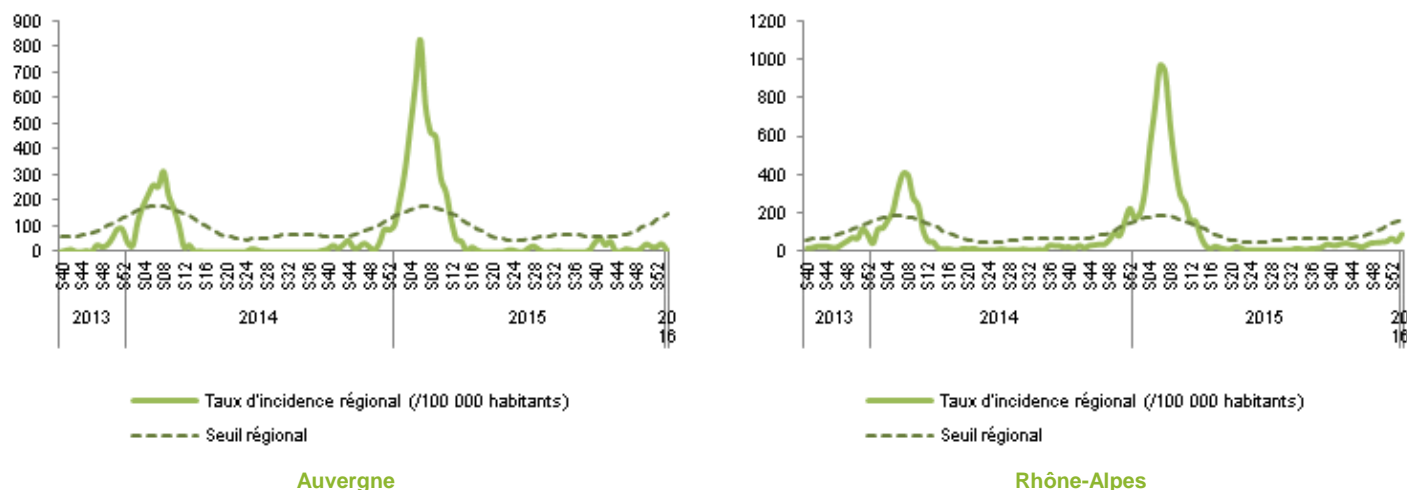 900
800
700
600
500
400
300
200
100
0
S40
S44
S48
S52
S04
S08
S12
S16
S20
S24
S28
S32
S36
S40
S44
S48
S52
S04
S08
S12
S16
S20
S24
S28
S32
S36
S40
S44
S48
S52
2013
2014
2015
20
16
Taux d'incidence régional (/100 000 habitants)
Seuil régional
Auvergne
1200
1000
800
600
400
200
0
S40
S44
S48
S52
S04
S08
S12
S16
S20
S24
S28
S32
S36
S40
S44
S48
S52
S04
S08
S12
S16
S20
S24
S28
S32
S36
S40
S44
S48
S52
2013
2014
2015
20
16
Taux d'incidence régional (/100 000 habitants)
Seuil régional
Rhône-Alpes